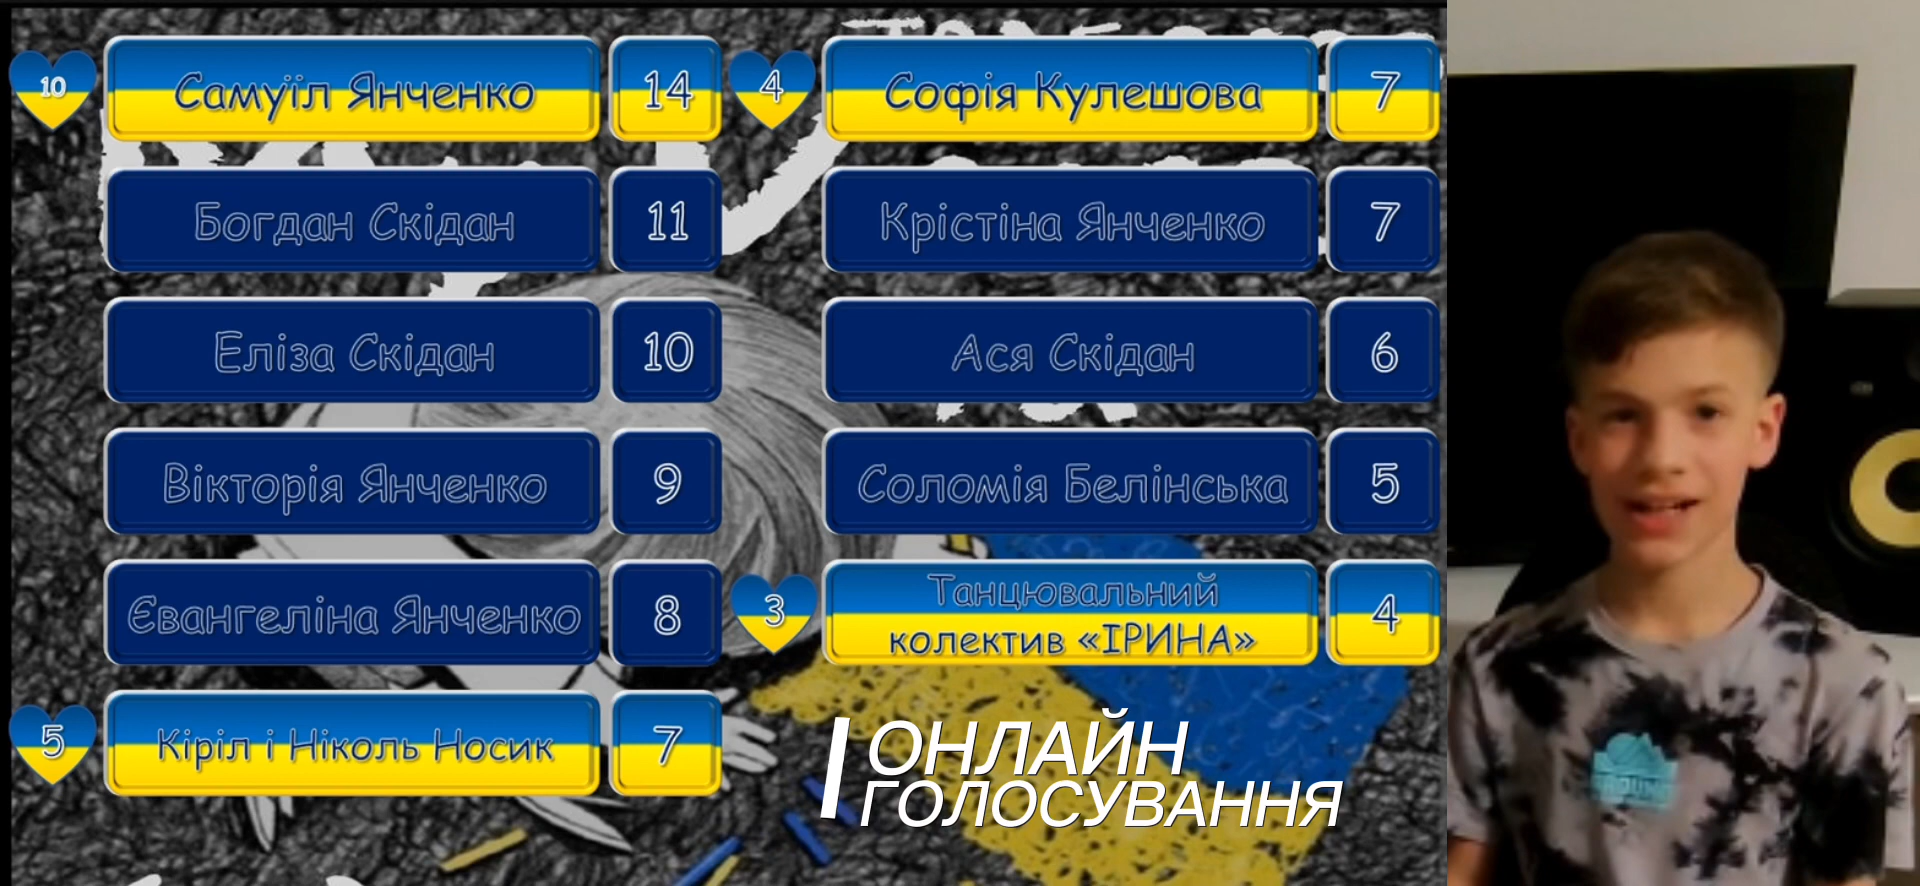 10 Самуїл Янченко 14
Богдан Скідан 11
Еліза Скідан 10
Вікторія Янченко 9
Євангеліна Янченко 8
5 Кіріл і Ніколь Носик 7
4 Софія Кулешова 7
Крістіна Янченко 7
Ася Скідан 6
Соломія Белінська 5
3 Танцювальний
колектив «ІРИНА» 4
ОНЛАЙН
ГОЛОСУВАННЯ